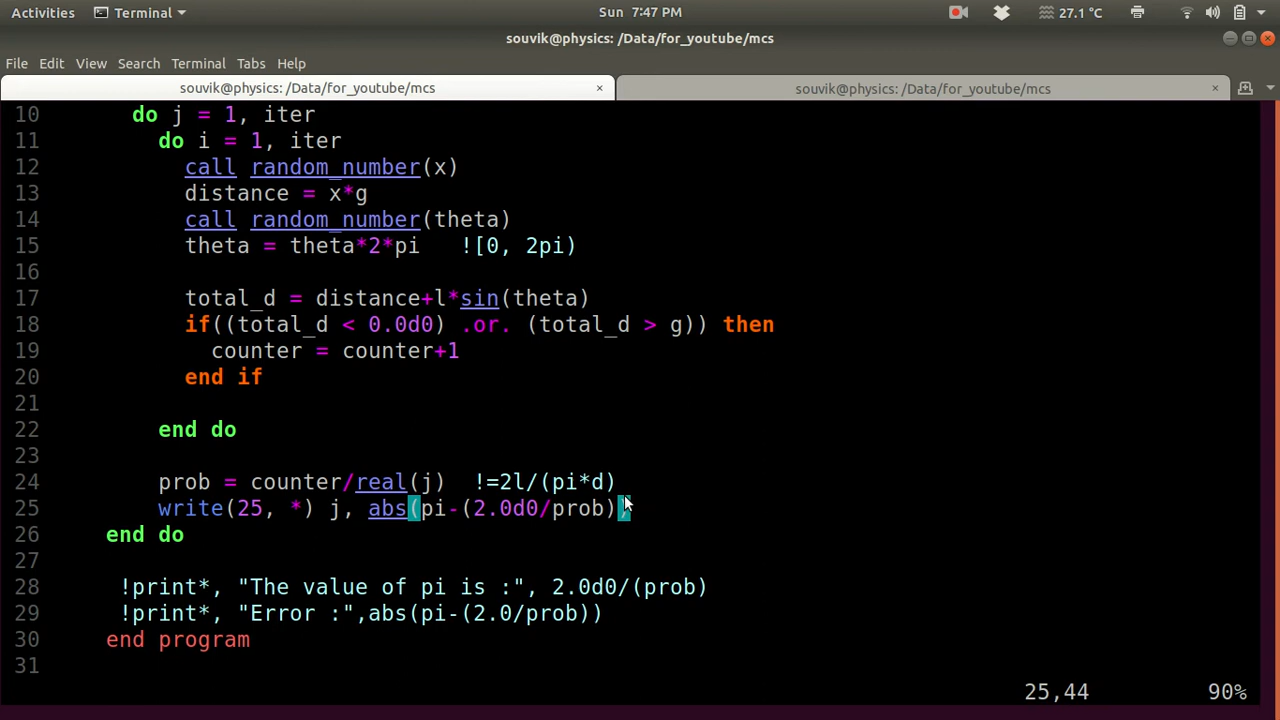 Activities Terminal Sun 7:47 PM 27.1 °C
souvik@physics: /Data/for_youtube/mcs
File Edit View Search Terminal Tabs Help
souvik@physics: /Data/for_youtube/mcs × souvik@physics: /Data/for_youtube/mcs ×
10 do j = 1, iter
11 do i = 1, iter
12 call random_number(x)
13 distance = x*g
14 call random_number(theta)
15 theta = theta*2*pi ![0, 2pi)
16
17 total_d = distance+l*sin(theta)
18 if((total_d < 0.0d0) .or. (total_d > g)) then
19 counter = counter+1
20 end if
21
22 end do
23
24 prob = counter/real(j) !=2l/(pi*d)
25 write(25, *) j, abs(pi-(2.0d0/prob))
26 end do
27
28 !print*, "The value of pi is :", 2.0d0/(prob)
29 !print*, "Error :",abs(pi-(2.0/prob))
30 end program
31
25,44 90%